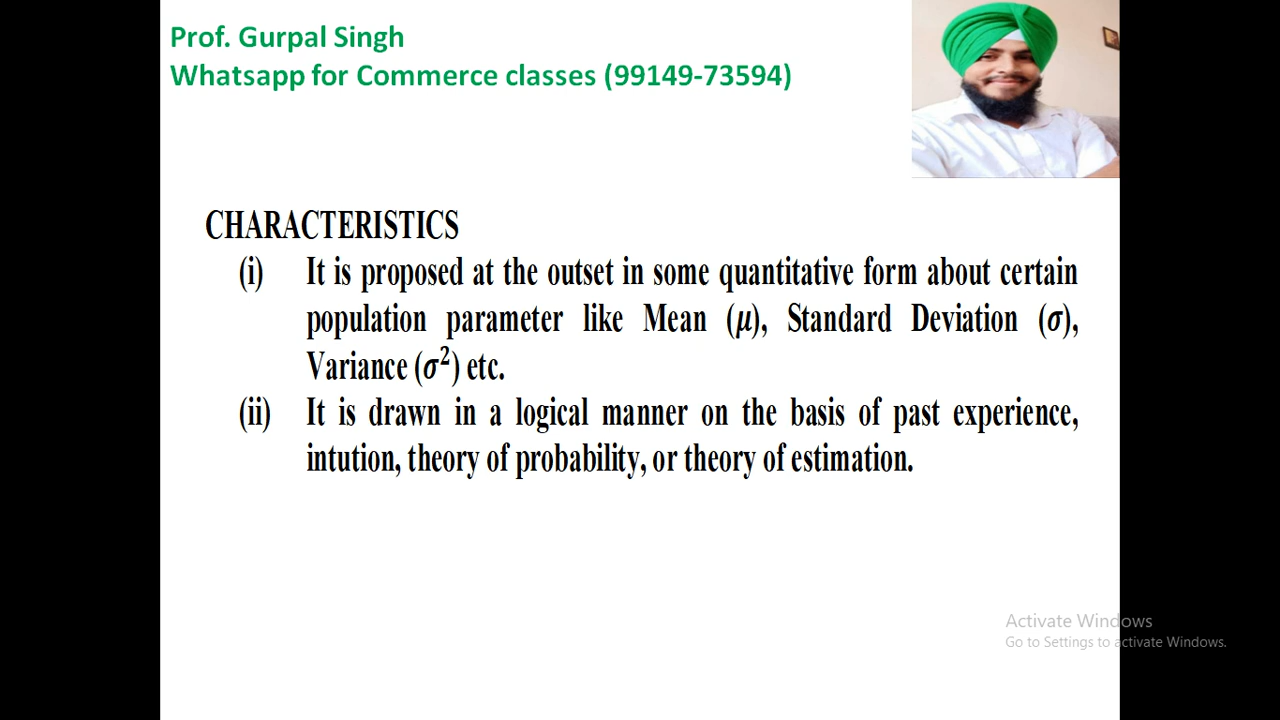 Prof. Gurpal Singh
Whatsapp for Commerce classes (99149-73594)
CHARACTERISTICS
(i) It is proposed at the outset in some quantitative form about certain
population parameter like Mean (μ), Standard Deviation (σ),
Variance (σ²) etc.
(ii) It is drawn in a logical manner on the basis of past experience,
intution, theory of probability, or theory of estimation.
Activate Windows
Go to Settings to activate Windows.